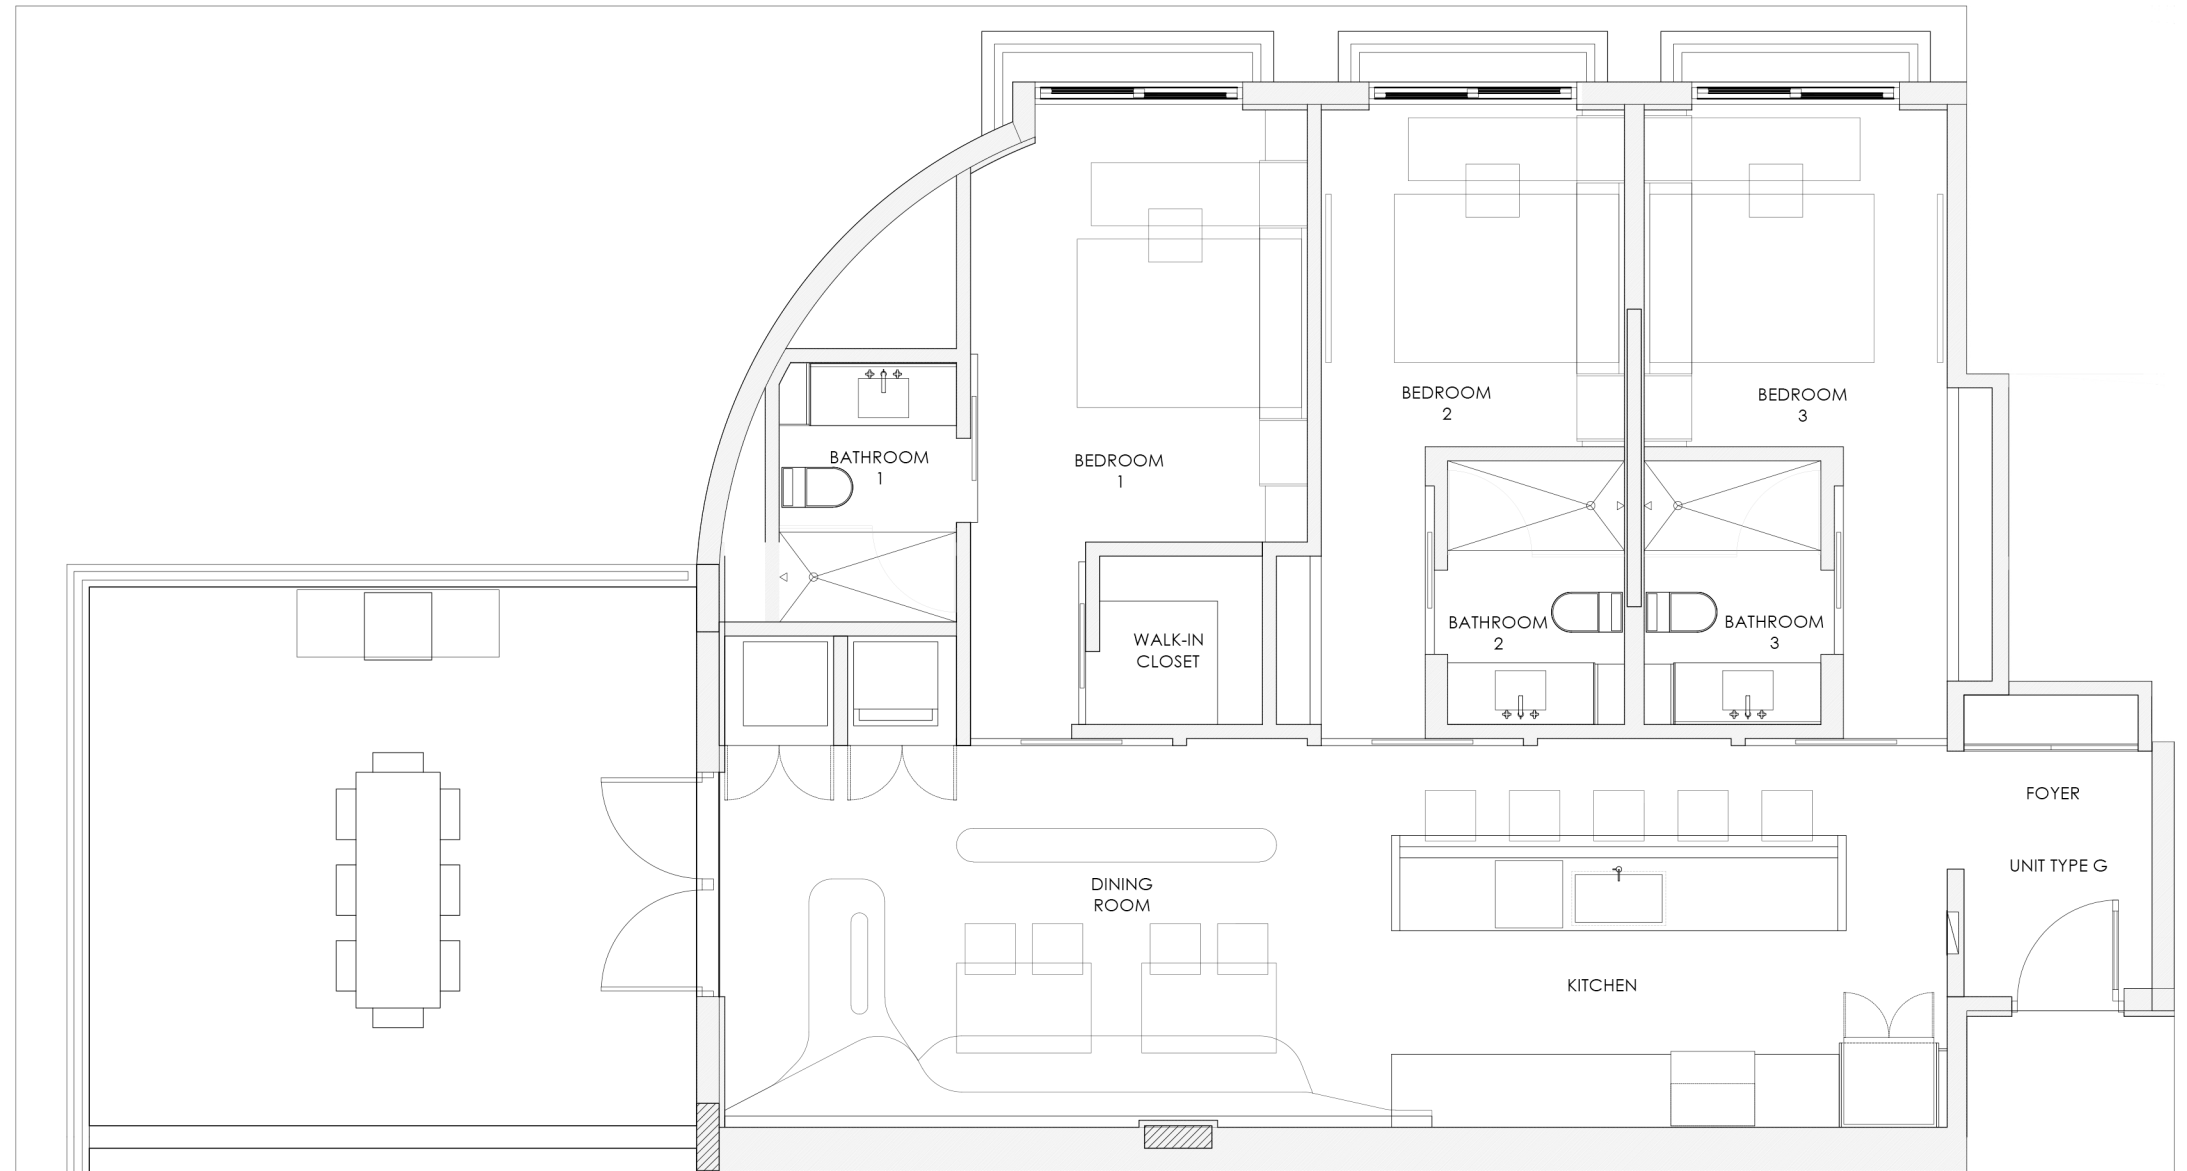 BEDROOM
2
BEDROOM
3
BATHROOM
1
BEDROOM
1
BATHROOM
2
BATHROOM
3
WALK-IN
CLOSET
FOYER
UNIT TYPE G
DINING
ROOM
KITCHEN